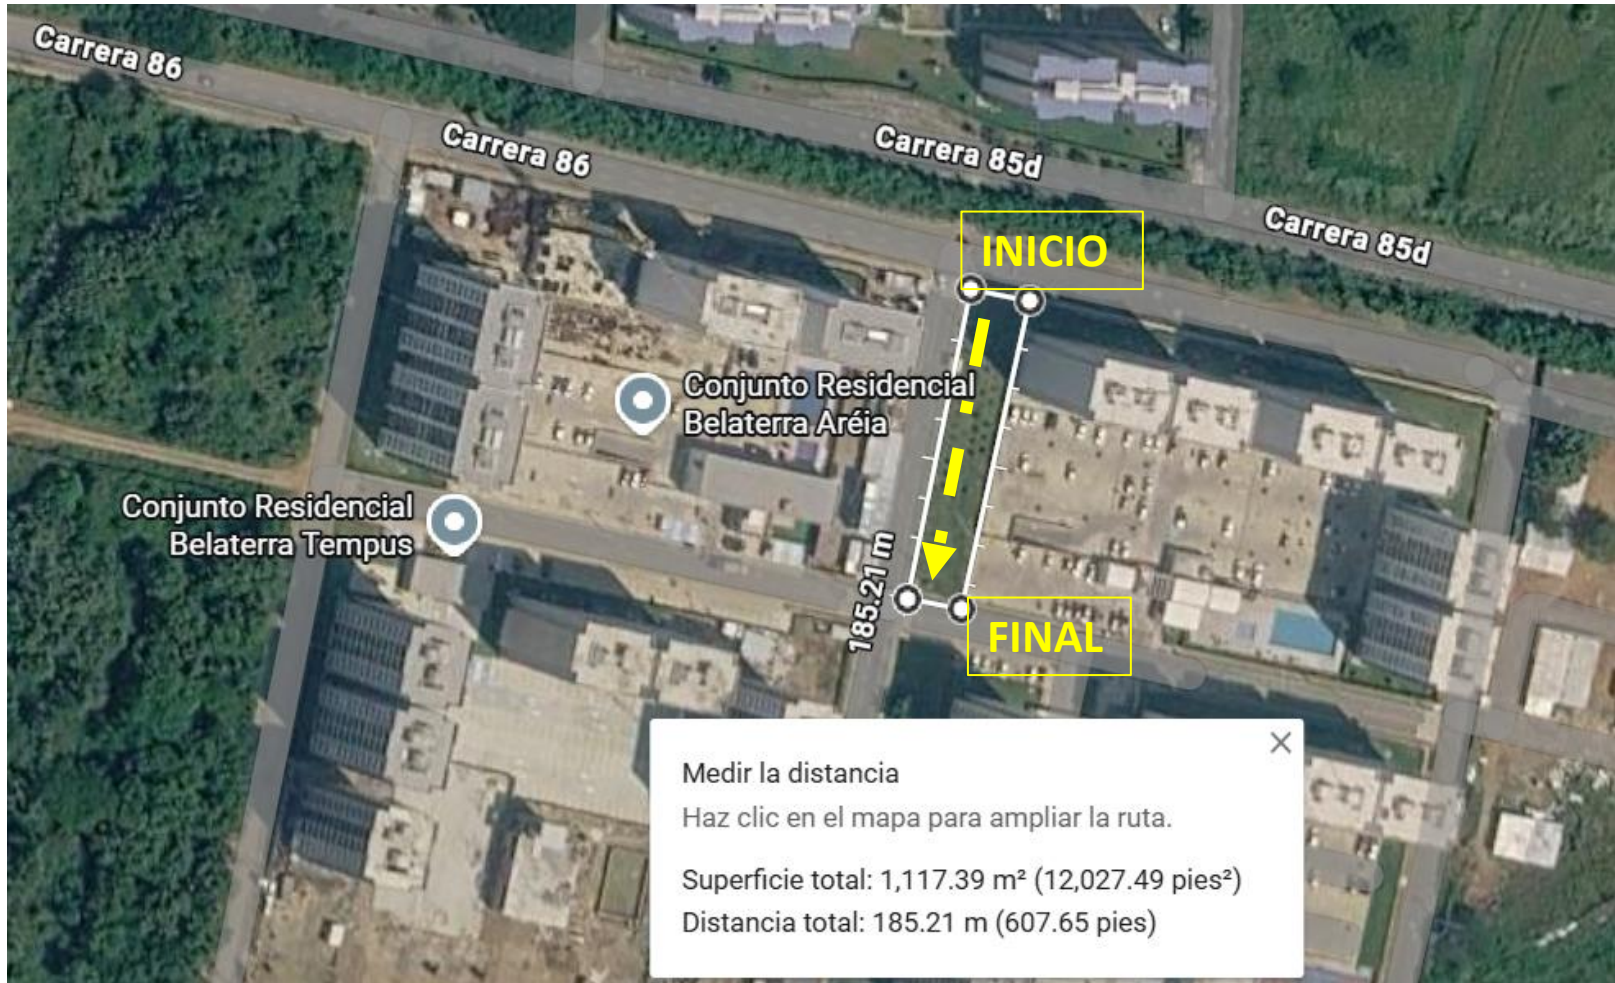 Carrera 86
Carrera 86
Carrera 85d
Carrera 85d
INICIO
Conjunto Residencial
Belaterra Aréia
Conjunto Residencial
Belaterra Tempus
185.21 m
FINAL
Medir la distancia
Haz clic en el mapa para ampliar la ruta.
Superficie total: 1,117.39 m² (12,027.49 pies²)
Distancia total: 185.21 m (607.65 pies)